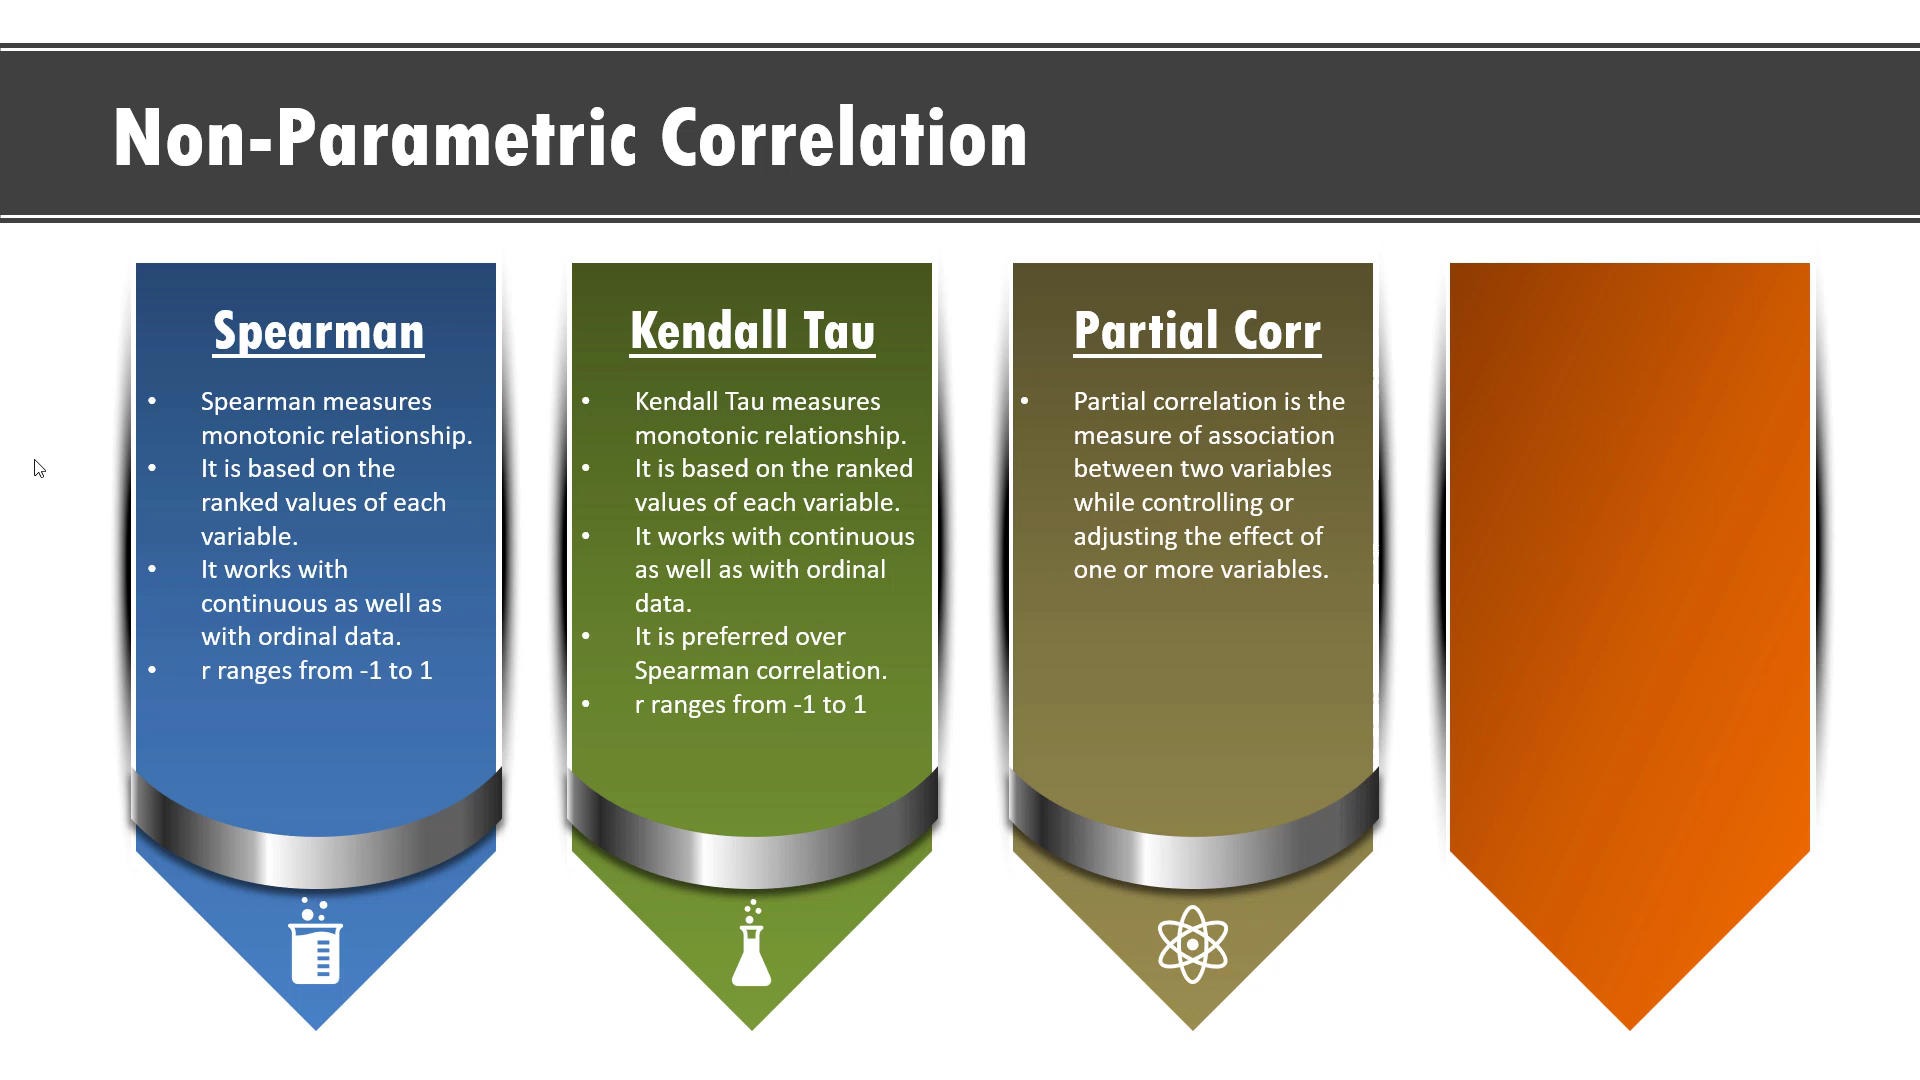 Non-Parametric Correlation
Spearman
• Spearman measures
monotonic relationship.
• It is based on the
ranked values of each
variable.
• It works with
continuous as well as
with ordinal data.
• r ranges from -1 to 1
Kendall Tau
• Kendall Tau measures
monotonic relationship.
• It is based on the ranked
values of each variable.
• It works with continuous
as well as with ordinal
data.
• It is preferred over
Spearman correlation.
• r ranges from -1 to 1
Partial Corr
• Partial correlation is the
measure of association
between two variables
while controlling or
adjusting the effect of
one or more variables.